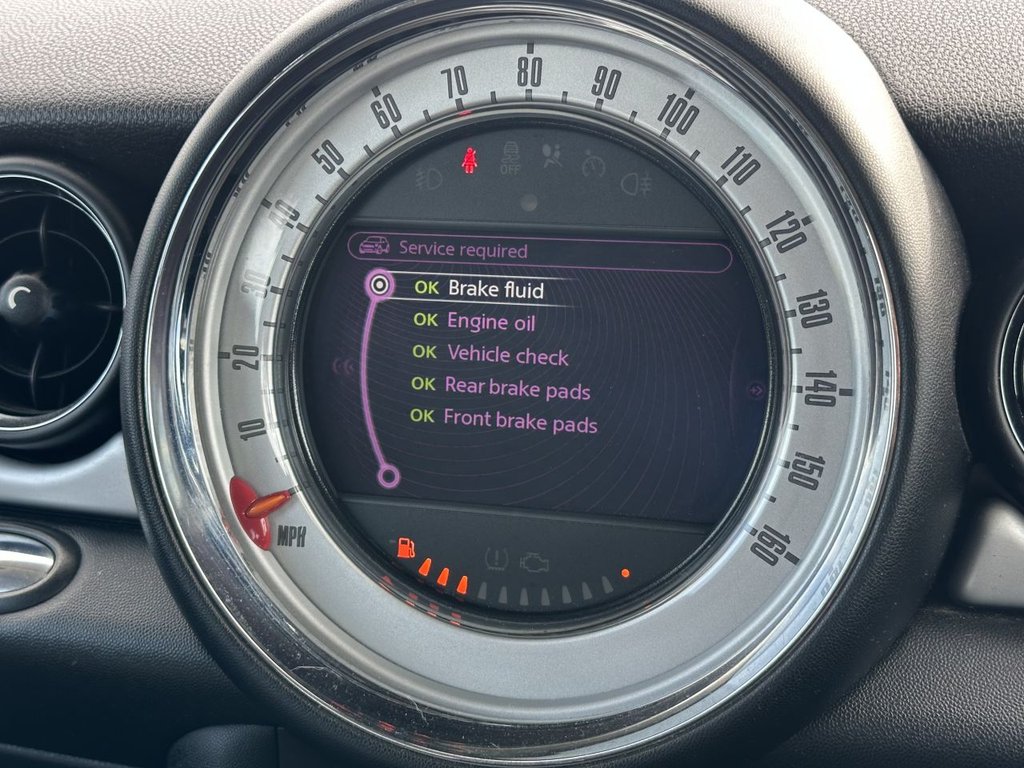 10
20
30
40
50
60
70
80
90
100
110
120
130
140
150
160
MPH
OFF
Service required
OK Brake fluid
OK Engine oil
OK Vehicle check
OK Rear brake pads
OK Front brake pads